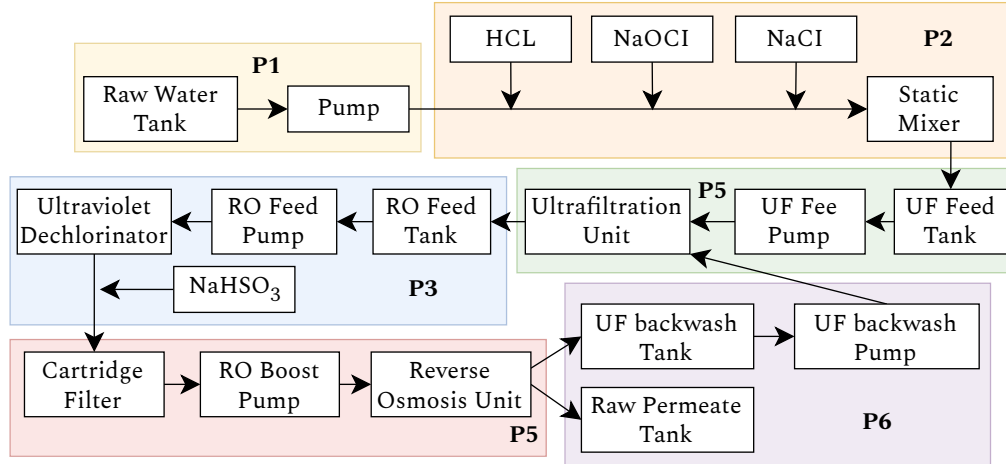 HCL
NaOCI
NaCI
P2
P1
Raw Water
Tank
Pump
Static
Mixer
P5
Ultraviolet
Dechlorinator
RO Feed
Pump
RO Feed
Tank
Ultrafiltration
Unit
UF Fee
Pump
UF Feed
Tank
NaHSO3
P3
UF backwash
Tank
UF backwash
Pump
Cartridge
Filter
RO Boost
Pump
Reverse
Osmosis Unit
Raw Permeate
Tank
P5
P6